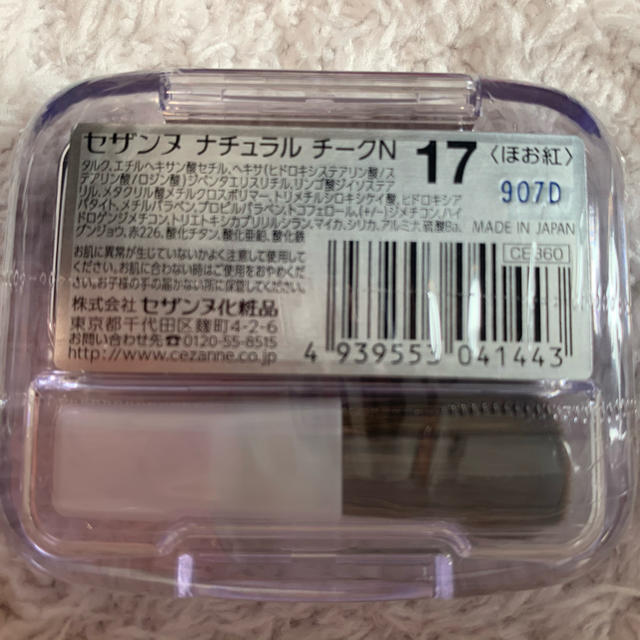 セザンヌ ナチュラル チークN 17 〈ほお紅〉
タルク、エチルヘキサン酸セチル、ヘキサ(ヒドロキシステアリン酸/ス
テアリン酸/ロジン酸)ジペンタエリスリチル、リンゴ酸ジイソステア
リル、メタクリル酸メチルクロスポリマー、トリメチルシロキシケイ酸、ヒドロキシア
パタイト、メチルパラベン、トコフェロール、(+/-)ジメチコン、ハイ
ドロゲンジメチコン、トリエトキシカプリリルシラン、マイカ、シリカ、アルミナ、硫酸Ba、
グンジョウ、赤226、酸化チタン、酸化亜鉛、酸化鉄
907D
MADE IN JAPAN
CE360
お肌に異常が生じていないかよく注意して使用して
ください。お肌に合わない時はご使用をおやめくだ
さい。お子様の手の届かない所に保管してください。
株式会社 セザンヌ化粧品
東京都千代田区麹町4-2-6
お問い合わせ先☎0120-55-8515
http://www.cezanne.co.jp
4 939553 041443